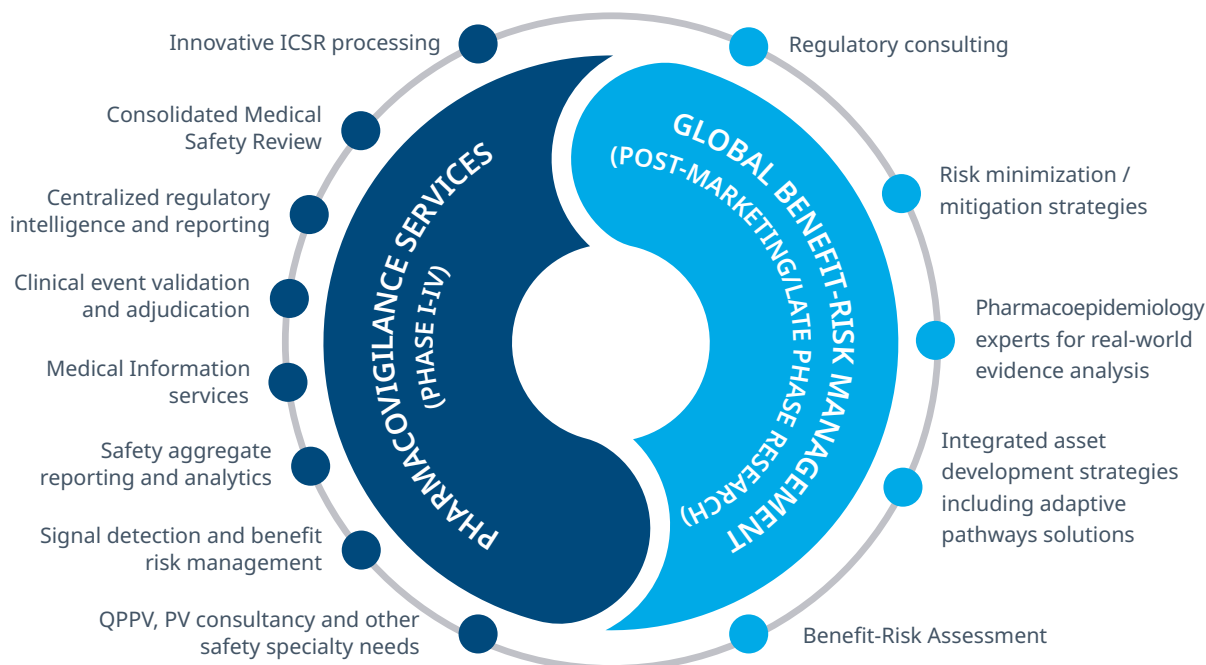 Innovative ICSR processing
Consolidated Medical
Safety Review
Centralized regulatory
intelligence and reporting
Clinical event validation
and adjudication
Medical Information
services
Safety aggregate
reporting and analytics
Signal detection and benefit
risk management
QPPV, PV consultancy and other
safety specialty needs
PHARMACOVIGILANCE SERVICES
(PHASE I-IV)
GLOBAL BENEFIT-RISK MANAGEMENT
(POST-MARKETING/LATE PHASE RESEARCH)
Regulatory consulting
Risk minimization /
mitigation strategies
Pharmacoepidemiology
experts for real-world
evidence analysis
Integrated asset
development strategies
including adaptive
pathways solutions
Benefit-Risk Assessment